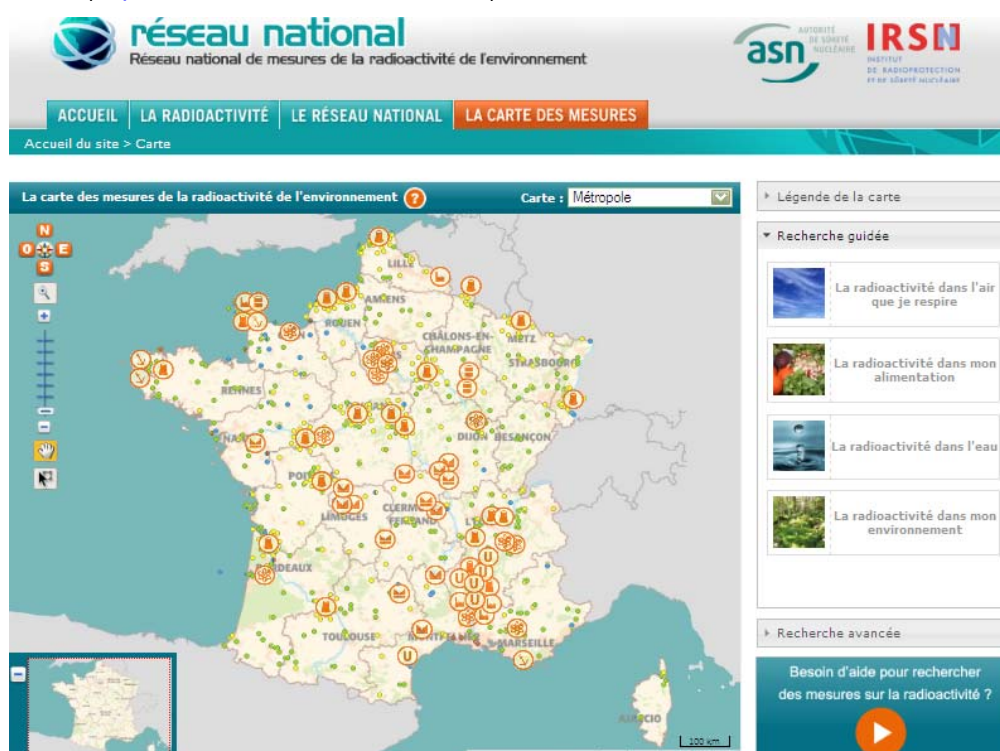 réseau national
Réseau national de mesures de la radioactivité de l'environnement
asn
AUTORITÉ
DE SÛRETÉ
NUCLÉAIRE
IRSN
INSTITUT
DE RADIOPROTECTION
ET DE SÛRETÉ NUCLÉAIRE
ACCUEIL
LA RADIOACTIVITÉ
LE RÉSEAU NATIONAL
LA CARTE DES MESURES
Accueil du site > Carte
La carte des mesures de la radioactivité de l'environnement ?
Carte : Métropole
N
O E
S
LILLE
AMIENS
ROUEN
CHÂLONS-EN-
CHAMPAGNE
METZ
STRASBOURG
RENNES
DIJON
BESANÇON
LIMOGES
CLERMONT
FERRAND
BORDEAUX
TOULOUSE
MONTPELLIER
MARSEILLE
AJACCIO
U
U
U
U
U
U
100 km
Légende de la carte
Recherche guidée
La radioactivité dans l'air
que je respire
La radioactivité dans mon
alimentation
La radioactivité dans l'eau
La radioactivité dans mon
environnement
Recherche avancée
Besoin d'aide pour rechercher
des mesures sur la radioactivité ?